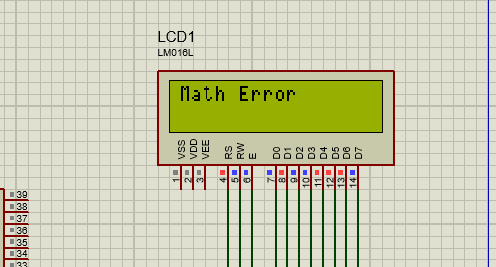 LCD1
LM016L
Math Error
VSS VDD VEE RS RW E D0 D1 D2 D3 D4 D5 D6 D7
1 2 3 4 5 6 7 8 9 10 11 12 13 14
39
38
37
36
35
34
33